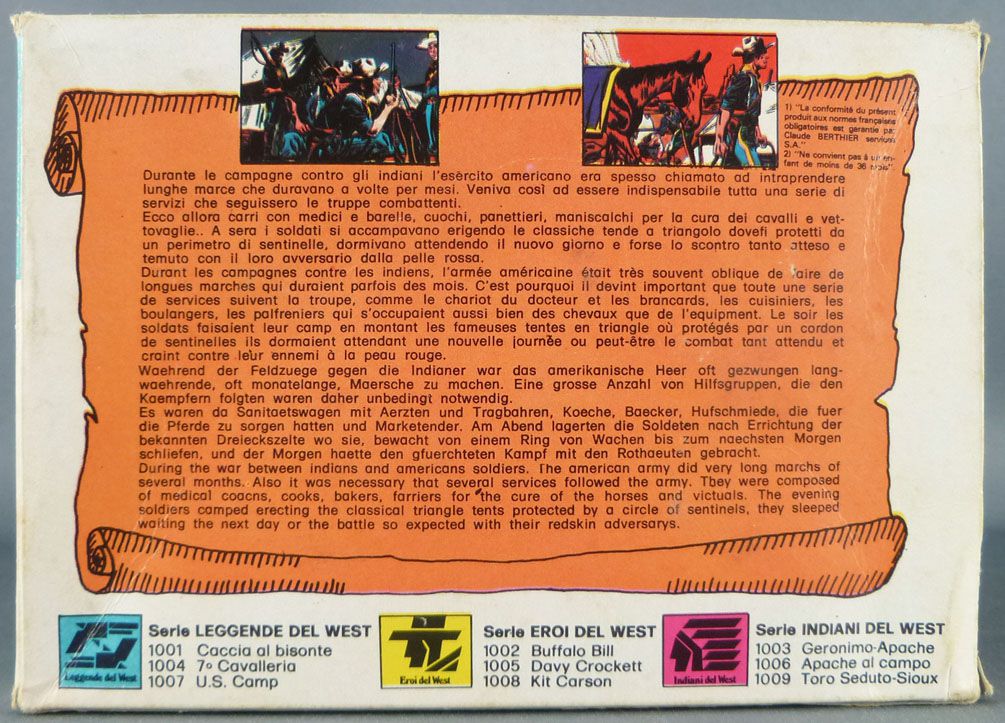 1) "La conformité du présent
produit aux normes françaises
obligatoires est garantie par
Claude BERTHIER services
S.A."
2) "Ne convient pas à un en-
fant de moins de 36 mois"
Durante le campagne contro gli indiani l'esercito americano era spesso chiamato ad intraprendere
lunghe marce che duravano a volte per mesi. Veniva così ad essere indispensabile tutta una serie di
servizi che seguissero le truppe combattenti.
Ecco allora carri con medici e barelle, cuochi, panettieri, maniscalchi per la cura dei cavalli e vet-
tovaglie.. A sera i soldati si accampavano erigendo le classiche tende a triangolo dovefi protetti da
un perimetro di sentinelle, dormivano attendendo il nuovo giorno e forse lo scontro tanto atteso e
temuto con il loro avversario dalla pelle rossa.
Durant les campagnes contre les indiens, l'armée américaine était très souvent oblique de faire de
longues marches qui duraient parfois des mois. C'est pourquoi il devint important que toute une serie
de services suivent la troupe, comme le chariot du docteur et les brancards, les cuisiniers, les
boulangers, les palfreniers qui s'occupaient aussi bien des chevaux que de l'equipment. Le soir les
soldats faisaient leur camp en montant les fameuses tentes en triangle où protégés par un cordon
de sentinelles ils dormaient attendant une nouvelle journée ou peut-être le combat tant attendu et
craint contre leur ennemi à la peau rouge.
Waehrend der Feldzuege gegen die Indianer war das amerikanische Heer oft gezwungen lang-
waehrende, oft monatelange, Maersche zu machen. Eine grosse Anzahl von Hilfsgruppen, die den
Kaempfern folgten waren daher unbedingt notwendig.
Es waren da Sanitaetswagen mit Aerzten und Tragbahren, Koeche, Baecker, Hufschmiede, die fuer
die Pferde zu sorgen hatten und Marketender. Am Abend lagerten die Soldeten nach Errichtung der
bekannten Dreieckszelte wo sie, bewacht von einem Ring von Wachen bis zum naechsten Morgen
schliefen, und der Morgen haette den gfuerchteten Kampf mit den Rothaeuten gebracht.
During the war between indians and americans soldiers. The american army did very long marchs of
several months. Also it was necessary that several services followed the army. They were composed
of medical coachs, cooks, bakers, farriers for the cure of the horses and victuals. The evening
soldiers camped erecting the classical triangle tents protected by a circle of sentinels, they sleeped
waiting the next day or the battle so expected with their redskin adversarys.
Leggende del West
Serie LEGGENDE DEL WEST
1001 Caccia al bisonte
1004 7º Cavalleria
1007 U.S. Camp
Eroi del West
Serie EROI DEL WEST
1002 Buffalo Bill
1005 Davy Crockett
1008 Kit Carson
Indiani del West
Serie INDIANI DEL WEST
1003 Geronimo-Apache
1006 Apache al campo
1009 Toro Seduto-Sioux